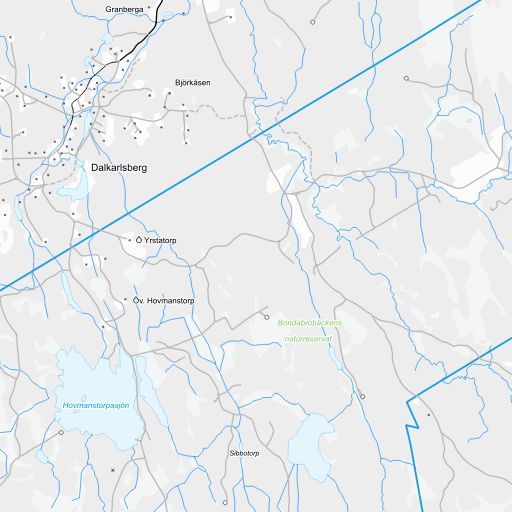 Granberga
Björkåsen
Dalkarlsberg
Ö Yrstatorp
Öv. Hovmanstorp
Bondabrobäckens
naturreservat
Hovmanstorpasjön
Sibbotorp